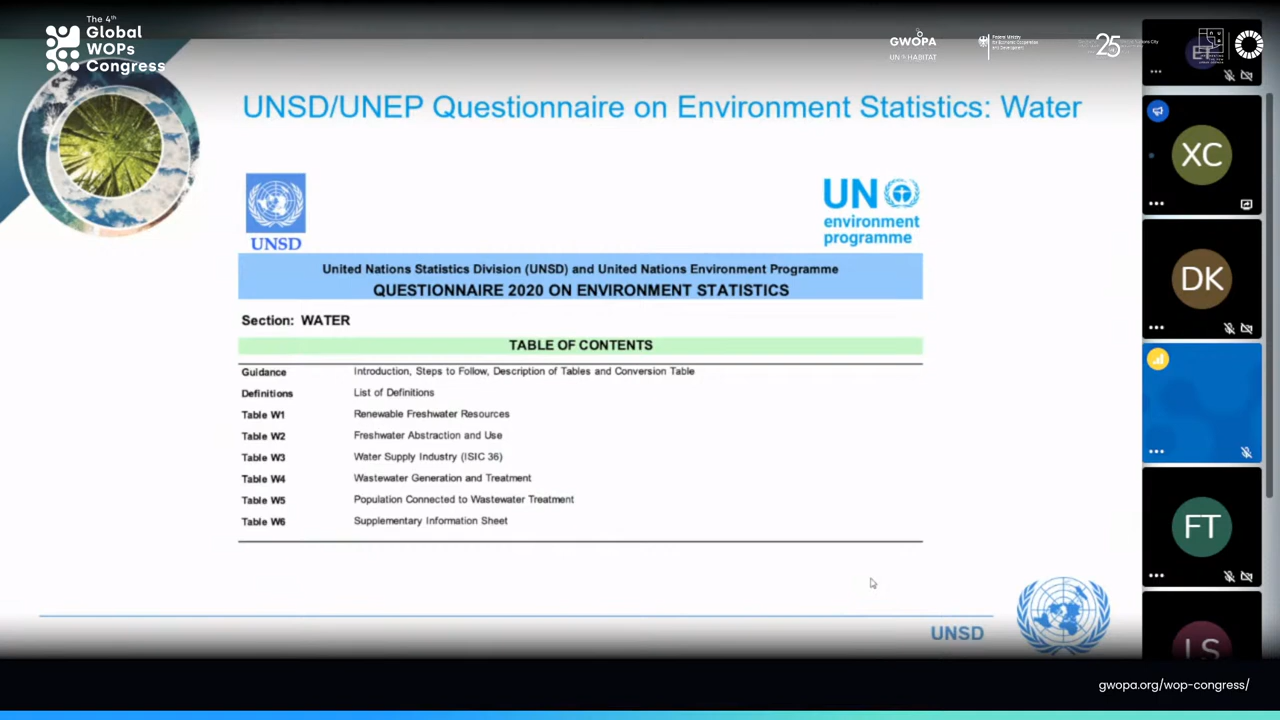 The 4th
Global
WOPs
Congress
GWOPA
UN HABITAT
25
UNSD/UNEP Questionnaire on Environment Statistics: Water
UNSD
UN
environment
programme
United Nations Statistics Division (UNSD) and United Nations Environment Programme
QUESTIONNAIRE 2020 ON ENVIRONMENT STATISTICS
Section: WATER
TABLE OF CONTENTS
Guidance Introduction, Steps to Follow, Description of Tables and Conversion Table
Definitions List of Definitions
Table W1 Renewable Freshwater Resources
Table W2 Freshwater Abstraction and Use
Table W3 Water Supply Industry (ISIC 36)
Table W4 Wastewater Generation and Treatment
Table W5 Population Connected to Wastewater Treatment
Table W6 Supplementary Information Sheet
UNSD
XC
DK
FT
gwopa.org/wop-congress/